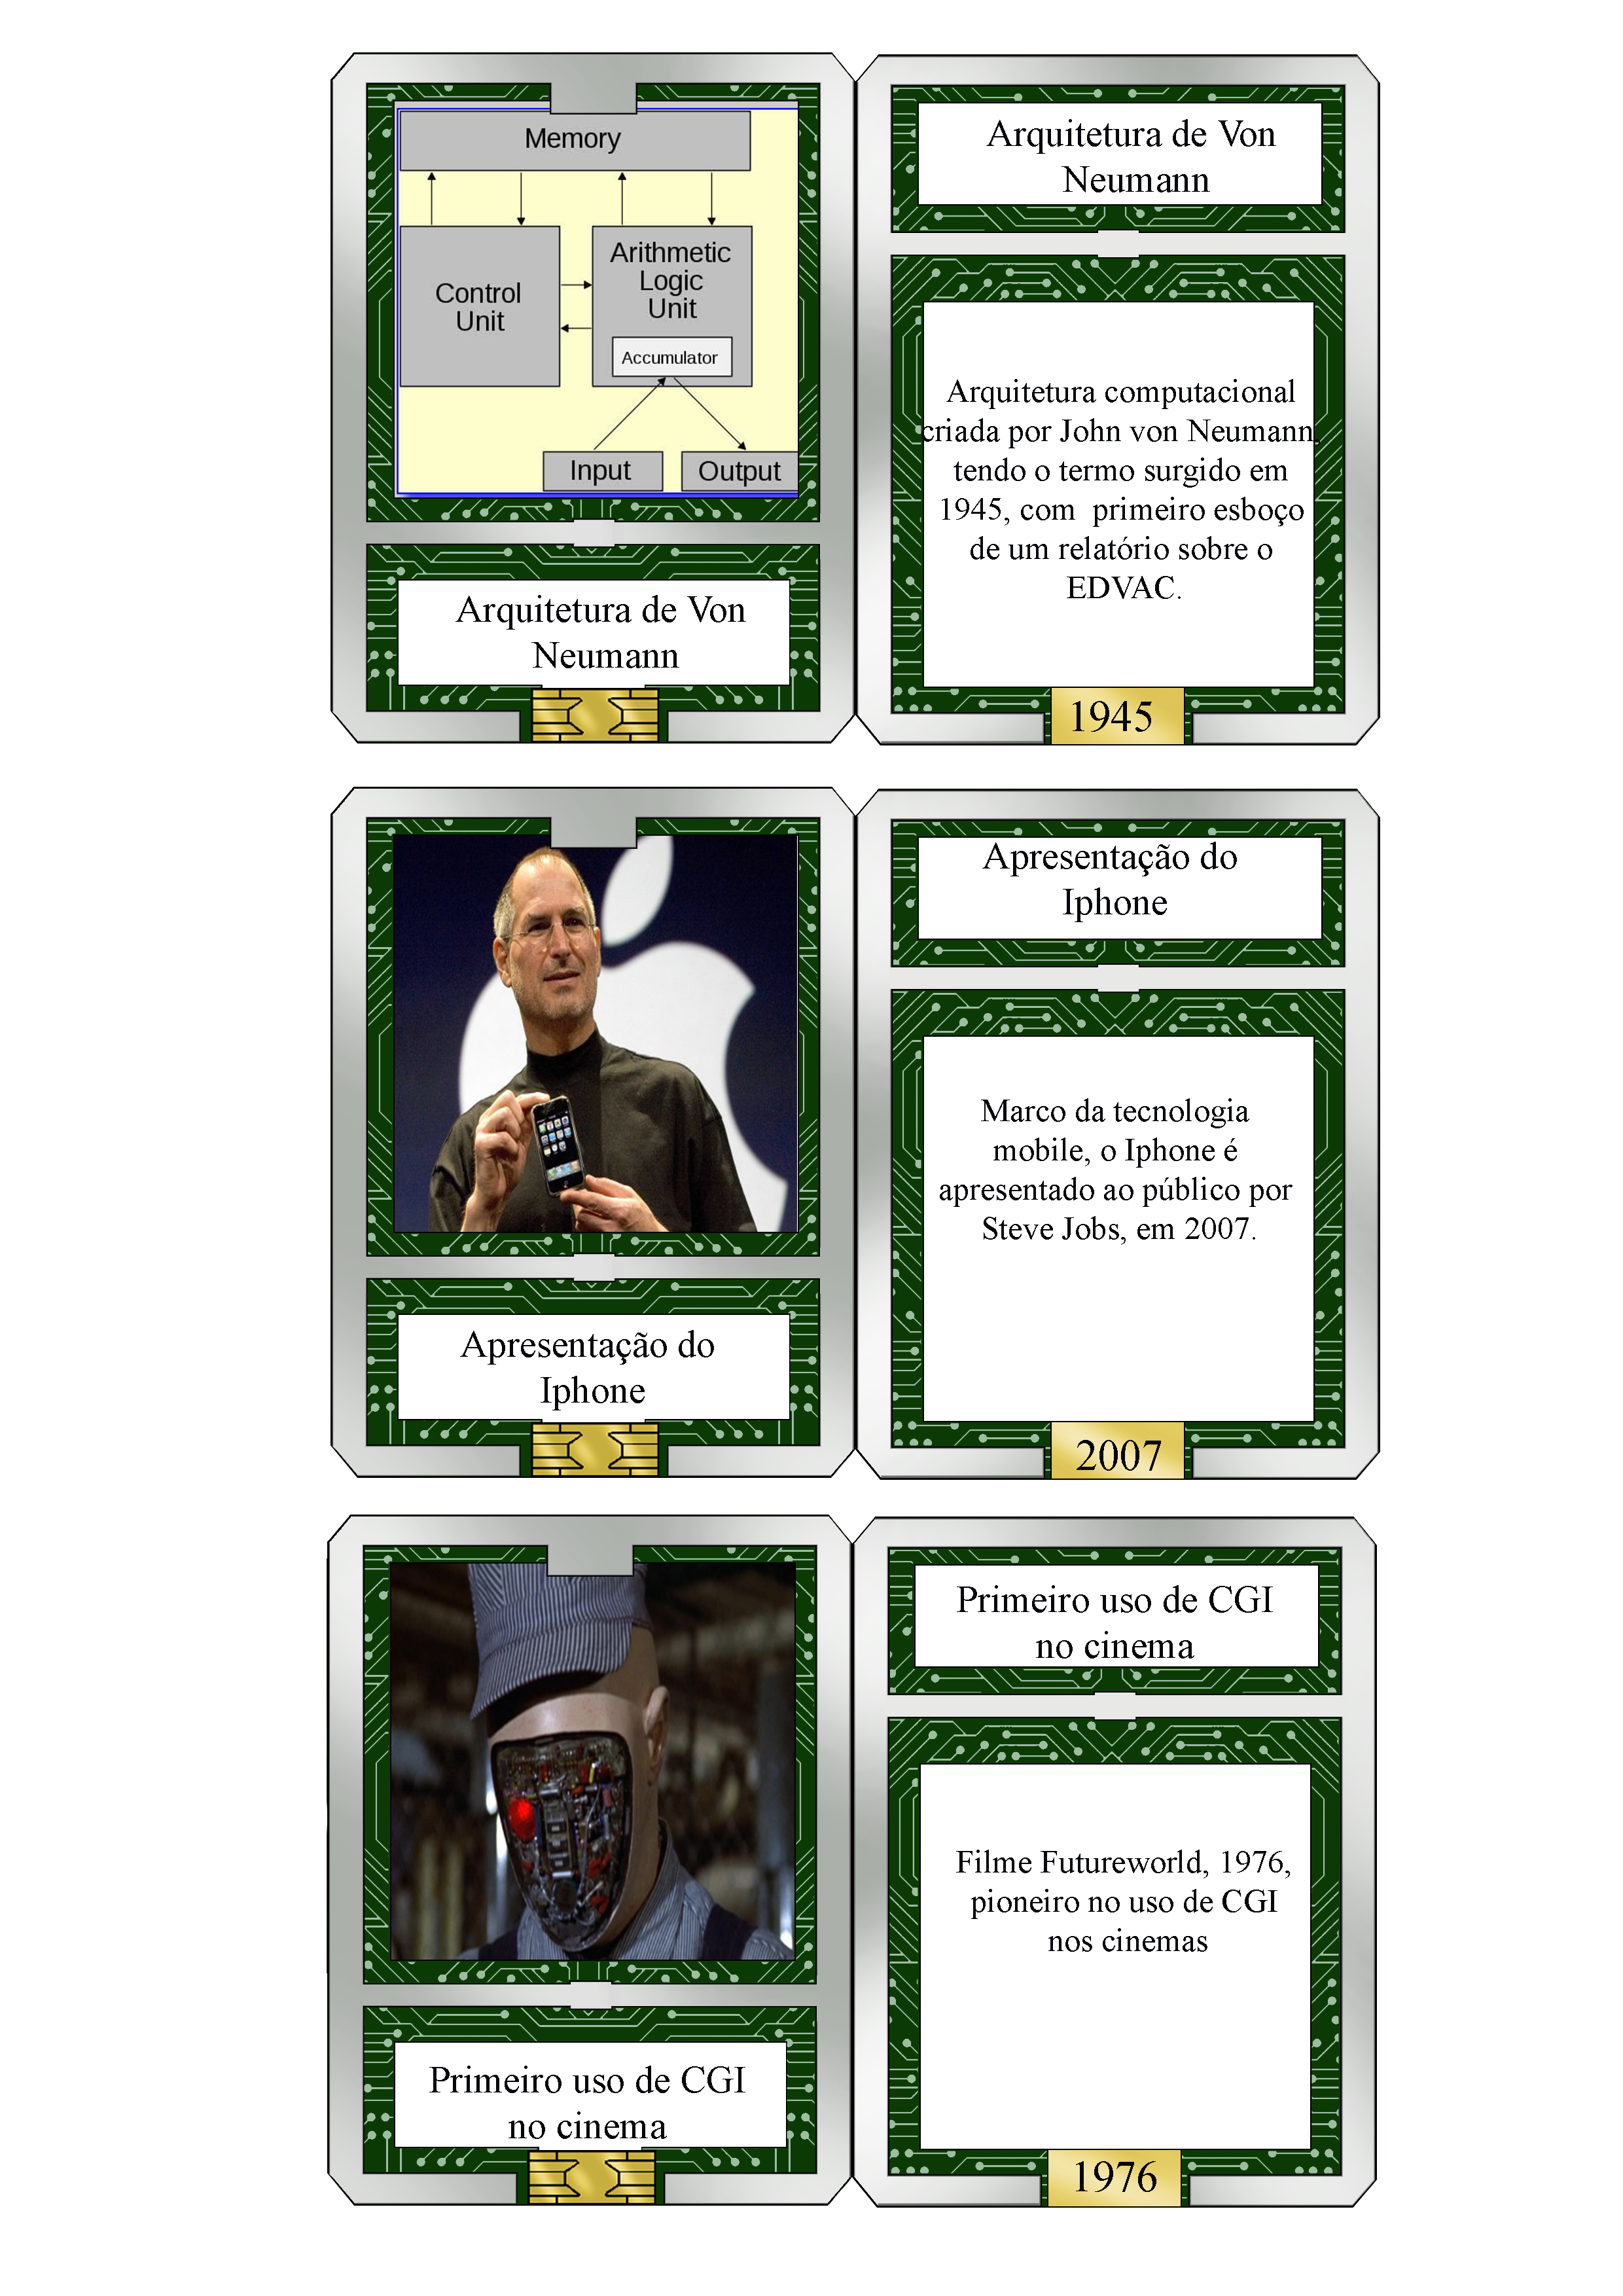 Memory
Control
Unit
Arithmetic
Logic
Unit
Accumulator
Input
Output
Arquitetura de Von
Neumann
Arquitetura de Von
Neumann
Arquitetura computacional
criada por John von Neumann,
tendo o termo surgido em
1945, com  primeiro esboço
de um relatório sobre o
EDVAC.
1945
Apresentação do
Iphone
Apresentação do
Iphone
Marco da tecnologia
mobile, o Iphone é
apresentado ao público por
Steve Jobs, em 2007.
2007
Primeiro uso de CGI
no cinema
Primeiro uso de CGI
no cinema
Filme Futureworld, 1976,
pioneiro no uso de CGI
nos cinemas
1976